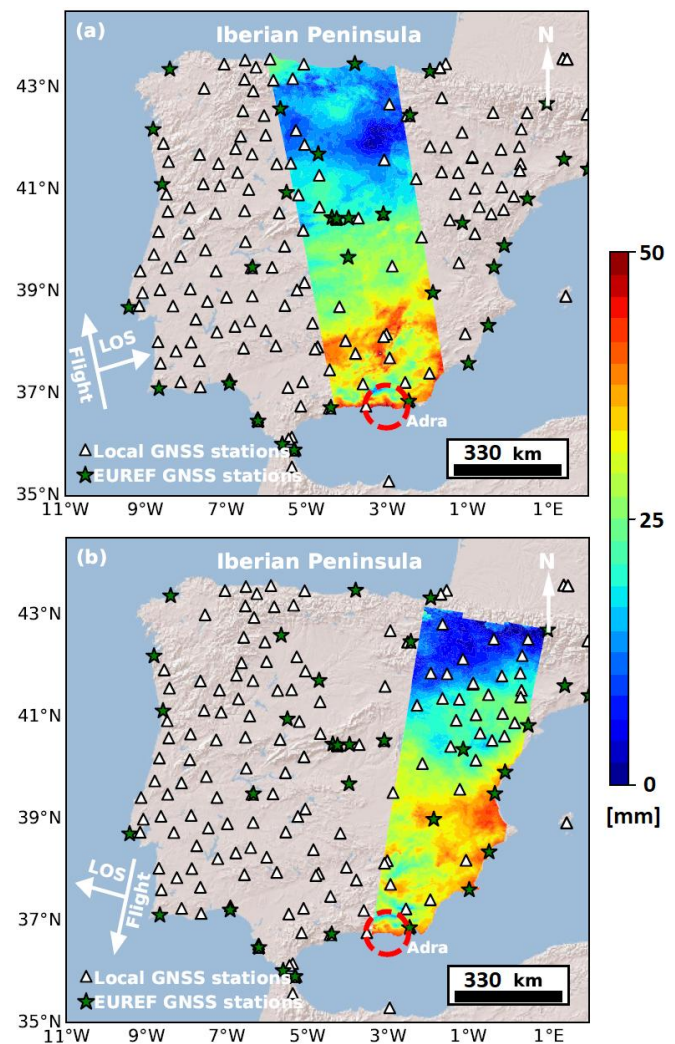 (a)
Iberian Peninsula
N
43°N
41°N
39°N
37°N
35°N
LOS
Flight
Adra
Local GNSS stations
EUREF GNSS stations
330 km
11°W 9°W 7°W 5°W 3°W 1°W 1°E
50
25
0
[mm]
(b)
Iberian Peninsula
N
43°N
41°N
39°N
37°N
35°N
LOS
Flight
Adra
Local GNSS stations
EUREF GNSS stations
330 km
11°W 9°W 7°W 5°W 3°W 1°W 1°E